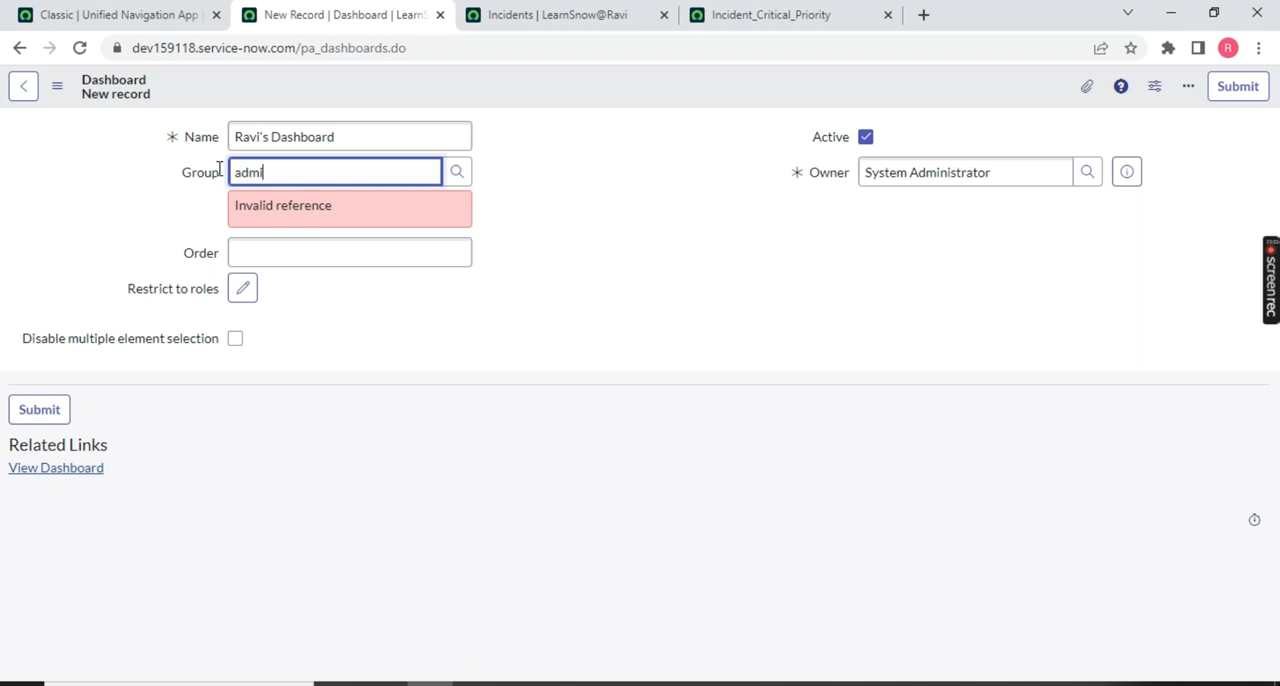 Classic | Unified Navigation App
New Record | Dashboard | Learn
Incidents | LearnSnow@Ravi
Incident_Critical_Priority
dev159118.service-now.com/pa_dashboards.do
R
Dashboard
New record
Submit
Name
Ravi's Dashboard
Active
Group
admi
Owner
System Administrator
Invalid reference
Order
Restrict to roles
Disable multiple element selection
screenrec
Submit
Related Links
View Dashboard